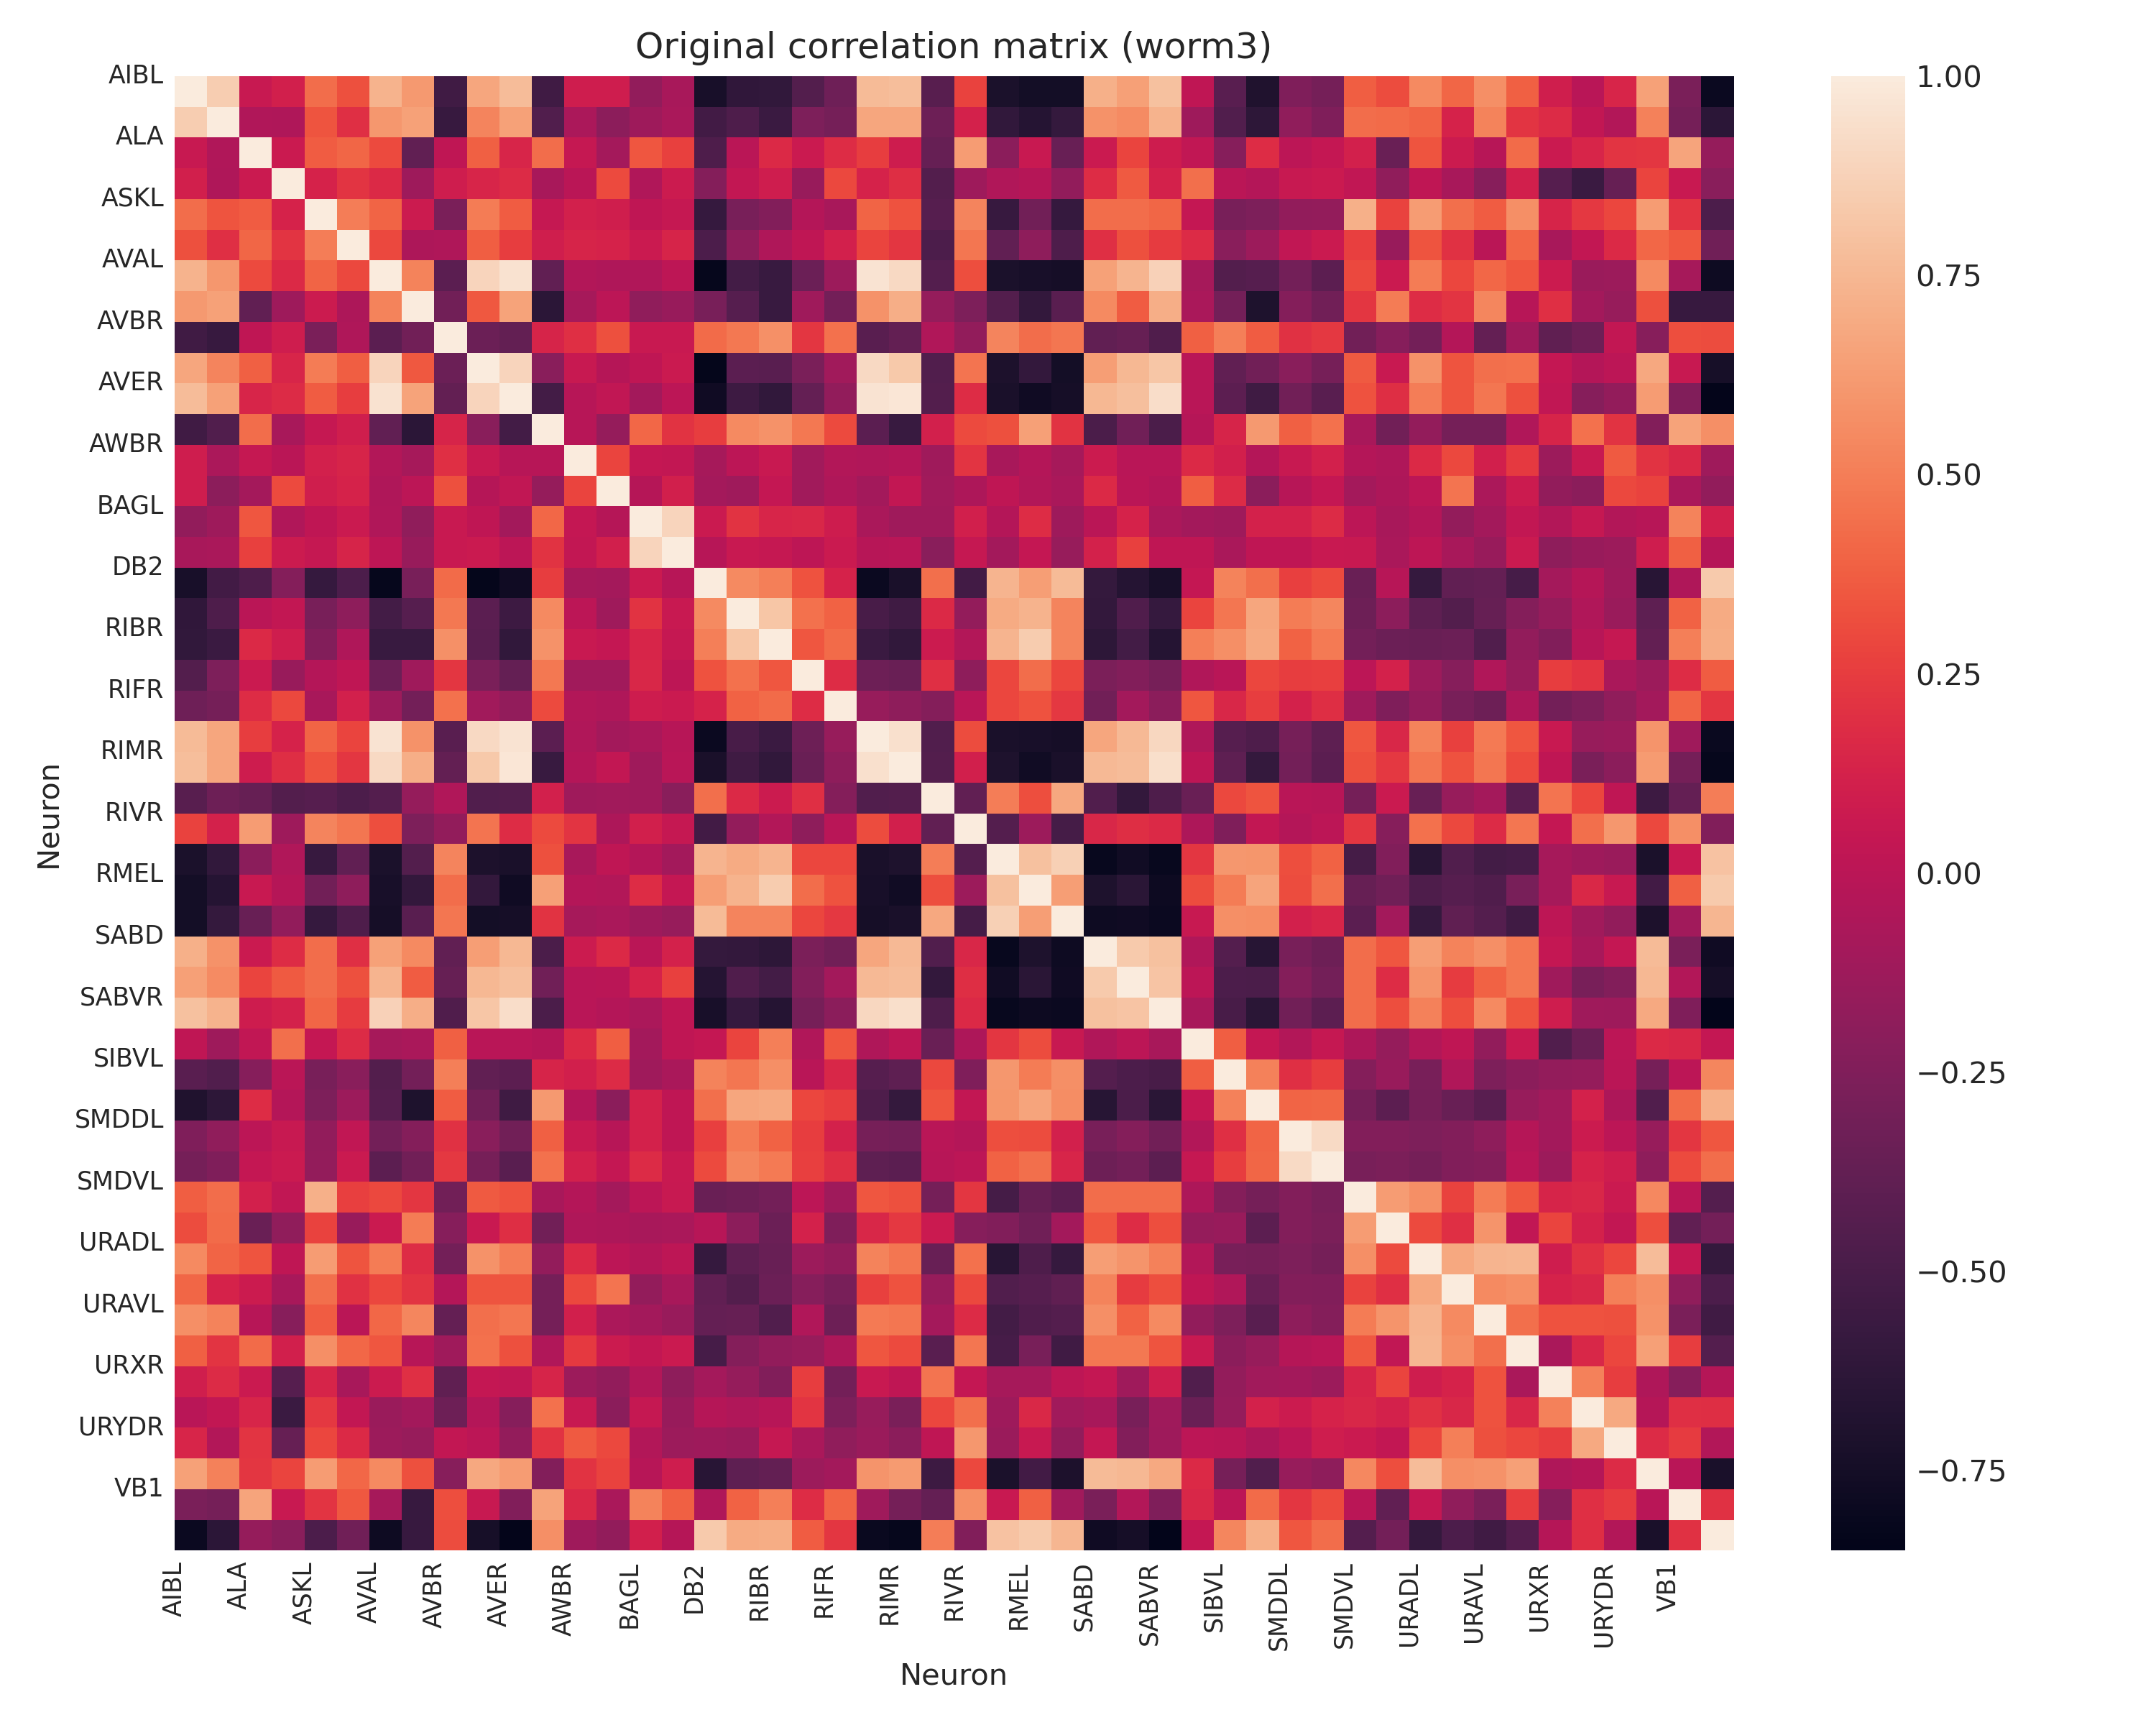 Original correlation matrix (worm3)
AIBL
ALA
ASKL
AVAL
AVBR
AVER
AWBR
BAGL
DB2
RIBR
RIFR
RIMR
RIVR
RMEL
SABD
SABVR
SIBVL
SMDDL
SMDVL
URADL
URAVL
URXR
URYDR
VB1
Neuron
AIBL
ALA
ASKL
AVAL
AVBR
AVER
AWBR
BAGL
DB2
RIBR
RIFR
RIMR
RIVR
RMEL
SABD
SABVR
SIBVL
SMDDL
SMDVL
URADL
URAVL
URXR
URYDR
VB1
Neuron
1.00
0.75
0.50
0.25
0.00
−0.25
−0.50
−0.75